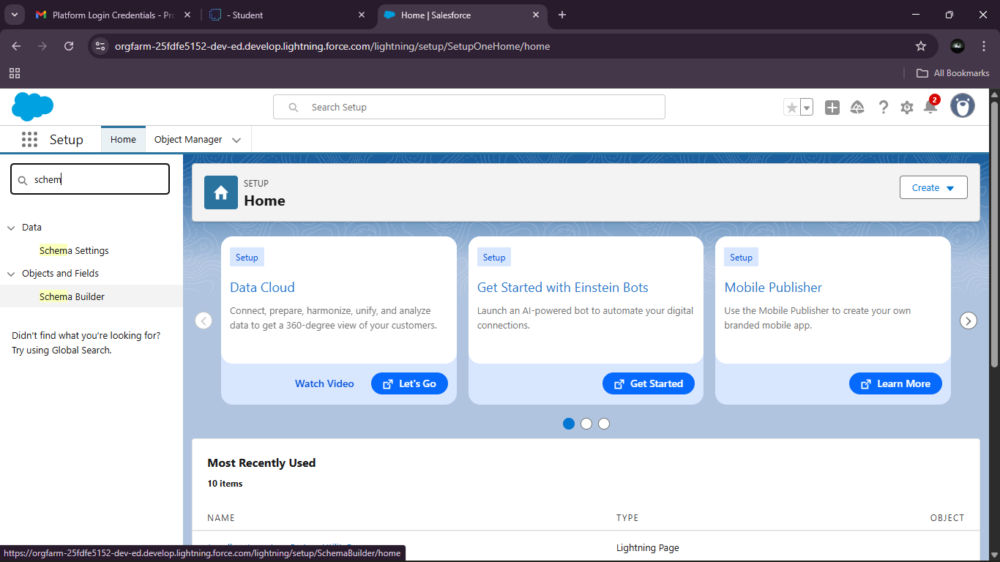 Platform Login Credentials - Pro
- Student
Home | Salesforce
orgfarm-25fdfe5152-dev-ed.develop.lightning.force.com/lightning/setup/SetupOneHome/home
All Bookmarks
Search Setup
2
Setup
Home
Object Manager
schem
Data
Schema Settings
Objects and Fields
Schema Builder
Didn't find what you're looking for?
Try using Global Search.
SETUP
Home
Create
Setup
Data Cloud
Connect, prepare, harmonize, unify, and analyze
data to get a 360-degree view of your customers.
Watch Video
Let's Go
Setup
Get Started with Einstein Bots
Launch an AI-powered bot to automate your digital
connections.
Get Started
Setup
Mobile Publisher
Use the Mobile Publisher to create your own
branded mobile app.
Learn More
Most Recently Used
10 items
NAME
TYPE
OBJECT
Lightning Page
https://orgfarm-25fdfe5152-dev-ed.develop.lightning.force.com/lightning/setup/SchemaBuilder/home